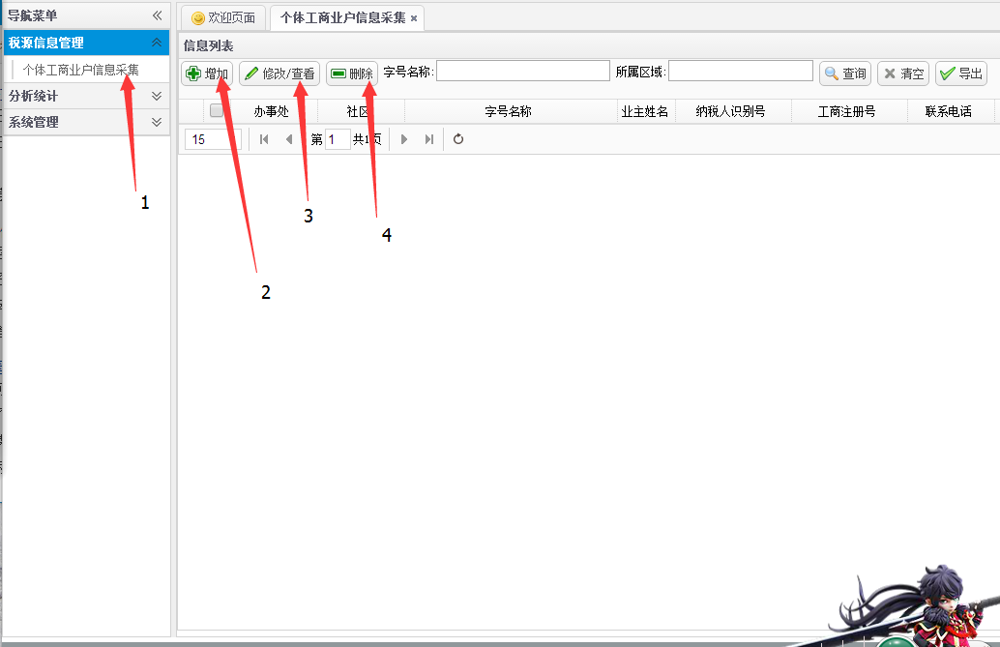 导航菜单
税源信息管理
个体工商业户信息采集
分析统计
系统管理
欢迎页面 个体工商业户信息采集
信息列表
增加 修改/查看 删除 字号名称: 所属区域: 查询 清空 导出
办事处 社区 字号名称 业主姓名 纳税人识别号 工商注册号 联系电话
15 第 1 共1页
1
2
3
4